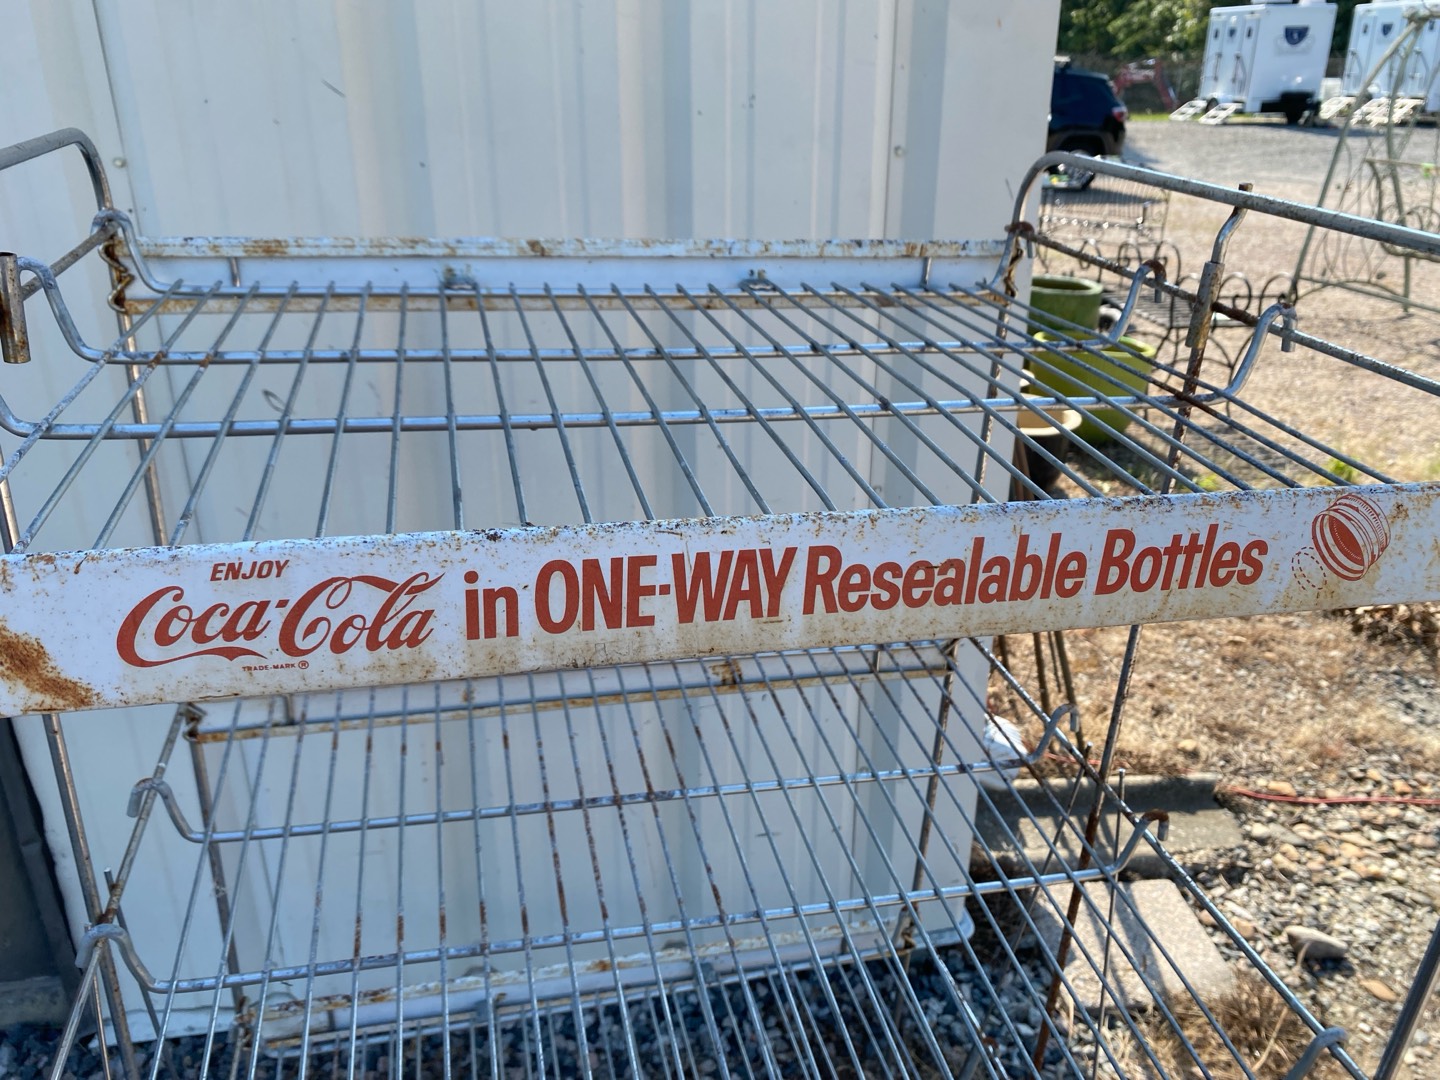 ENJOY
Coca-Cola in ONE-WAY Resealable Bottles
TRADE-MARK ®